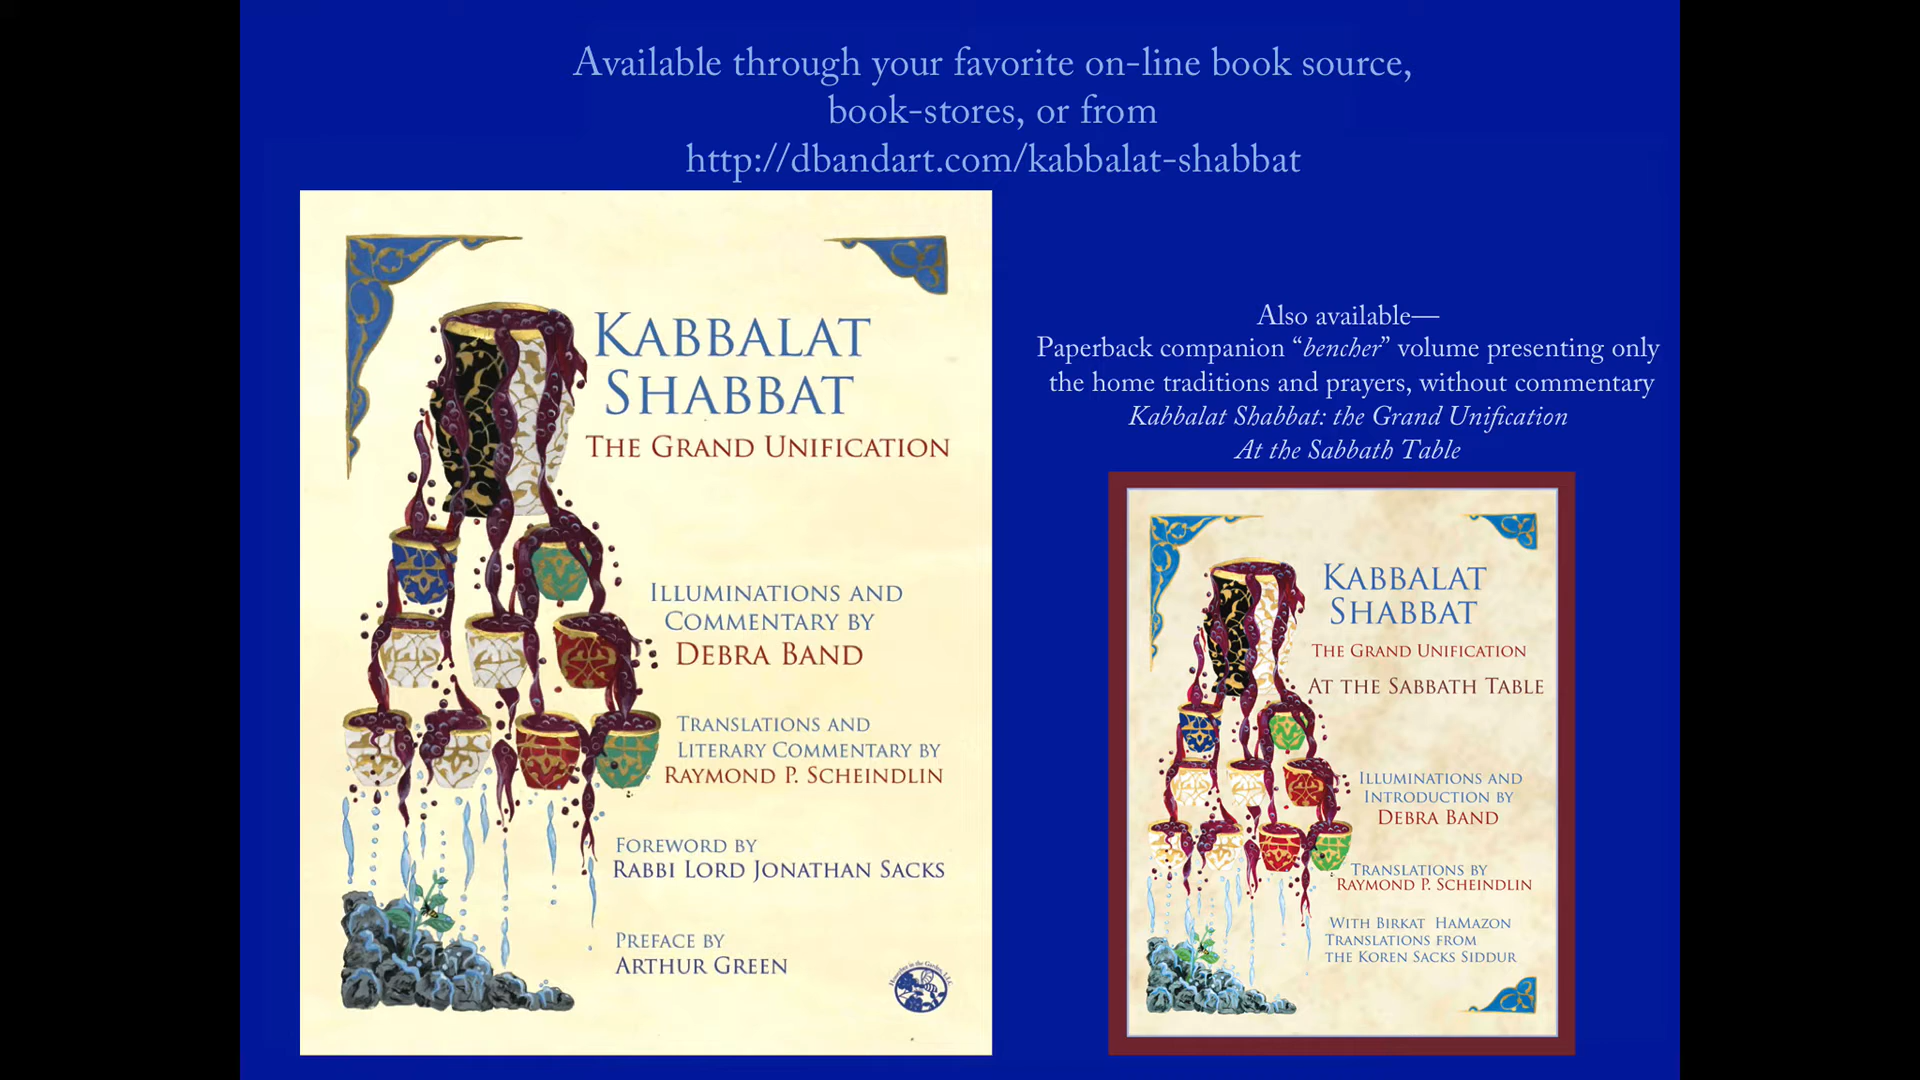 Available through your favorite on-line book source,
book-stores, or from
http://dbandart.com/kabbalat-shabbat
KABBALAT
SHABBAT
THE GRAND UNIFICATION
ILLUMINATIONS AND
COMMENTARY BY
DEBRA BAND
TRANSLATIONS AND
LITERARY COMMENTARY BY
RAYMOND P. SCHEINDLIN
FOREWORD BY
RABBI LORD JONATHAN SACKS
PREFACE BY
ARTHUR GREEN
Honeybee in the Garden, LLC
Also available—
Paperback companion “bencher” volume presenting only
the home traditions and prayers, without commentary
Kabbalat Shabbat: the Grand Unification
At the Sabbath Table
KABBALAT
SHABBAT
THE GRAND UNIFICATION
AT THE SABBATH TABLE
ILLUMINATIONS AND
INTRODUCTION BY
DEBRA BAND
TRANSLATIONS BY
RAYMOND P. SCHEINDLIN
WITH BIRKAT HAMAZON
TRANSLATIONS FROM
THE KOREN SACKS SIDDUR